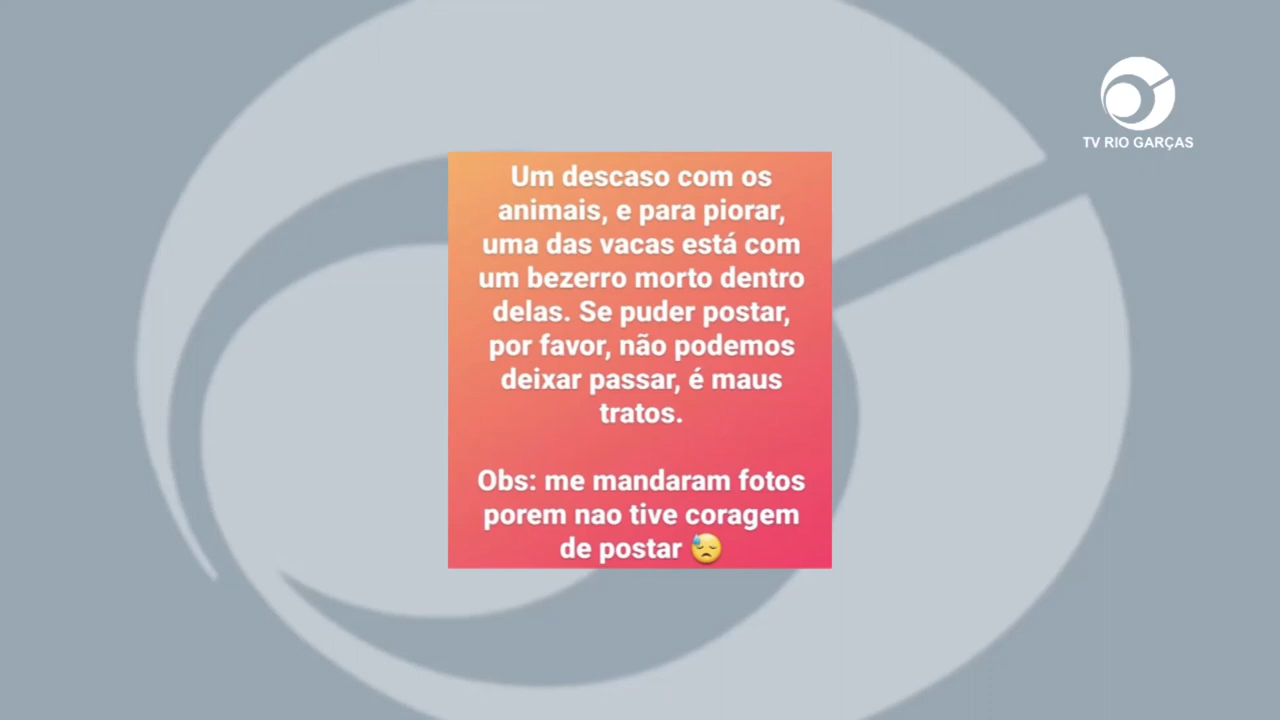 TV RIO GARÇAS
Um descaso com os
animais, e para piorar,
uma das vacas está com
um bezerro morto dentro
delas. Se puder postar,
por favor, não podemos
deixar passar, é maus
tratos.
Obs: me mandaram fotos
porem nao tive coragem
de postar 😓